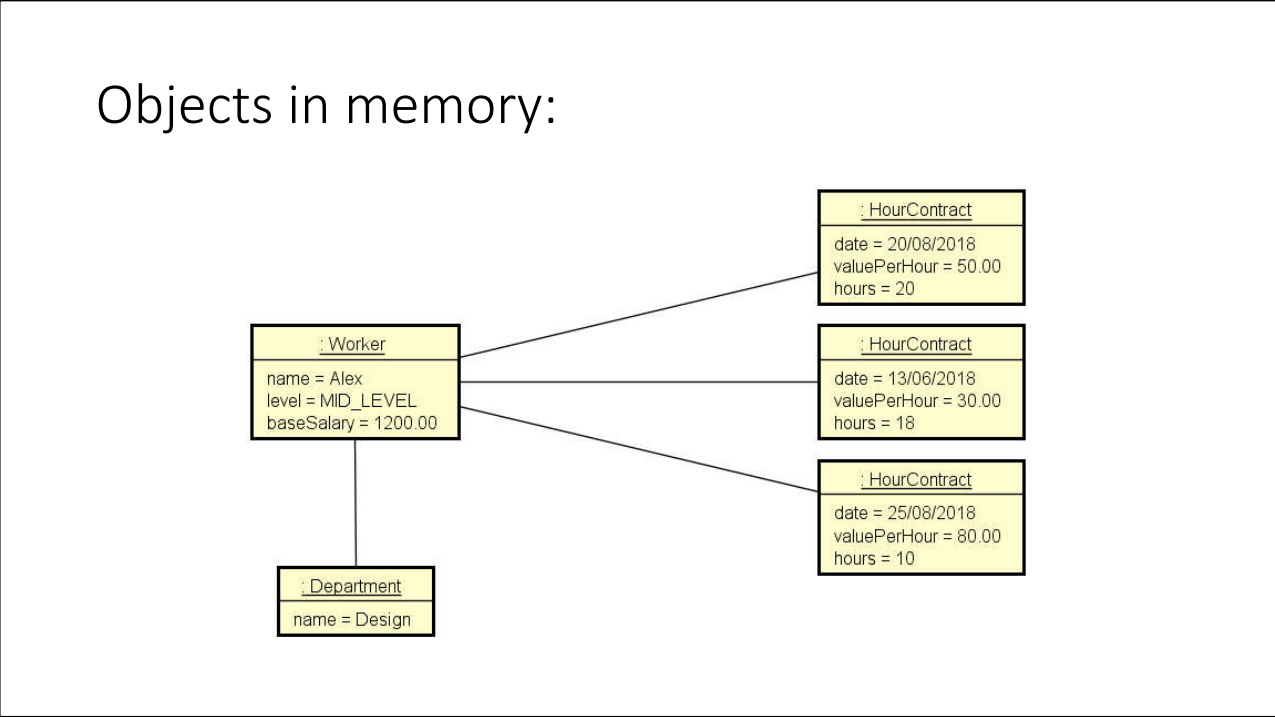 Objects in memory:
: HourContract
date = 20/08/2018
valuePerHour = 50.00
hours = 20
: Worker
name = Alex
level = MID_LEVEL
baseSalary = 1200.00
: HourContract
date = 13/06/2018
valuePerHour = 30.00
hours = 18
: HourContract
date = 25/08/2018
valuePerHour = 80.00
hours = 10
: Department
name = Design